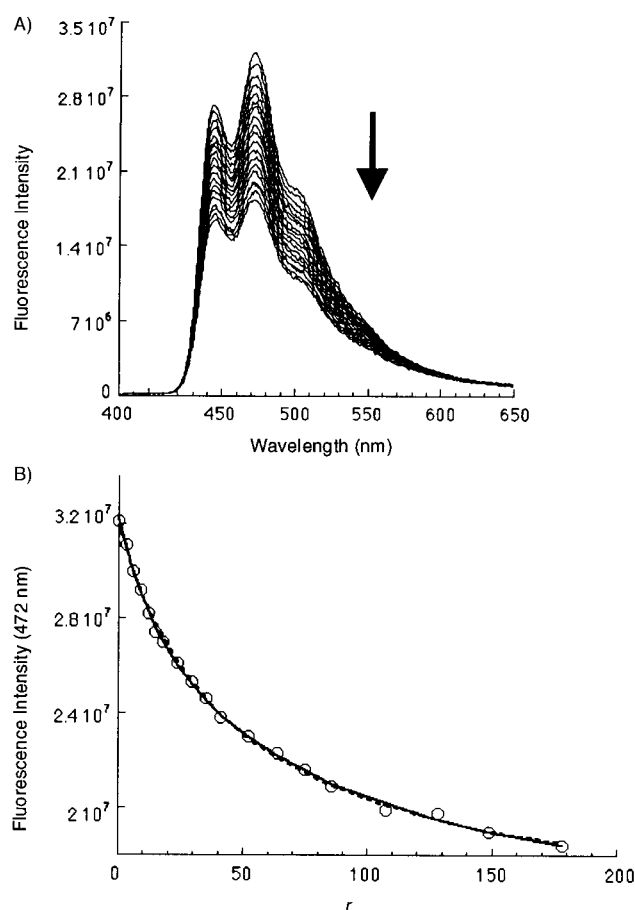 A)
3.5 10⁷
2.8 10⁷
2.1 10⁷
1.4 10⁷
7 10⁶
0
Fluorescence Intensity
400 450 500 550 600 650
Wavelength (nm)
B)
3.2 10⁷
2.8 10⁷
2.4 10⁷
2 10⁷
Fluorescence Intensity (472 nm)
0 50 100 150 200
r